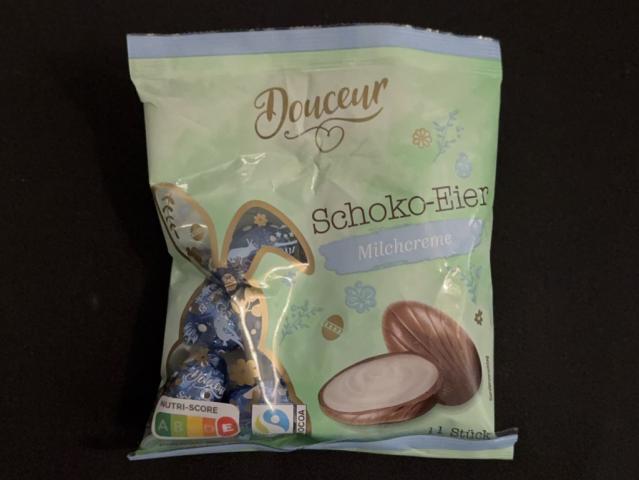 Douceur
Schoko-Eier
Milchcreme
NUTRI-SCORE
A B C D E
COCOA
11 Stück